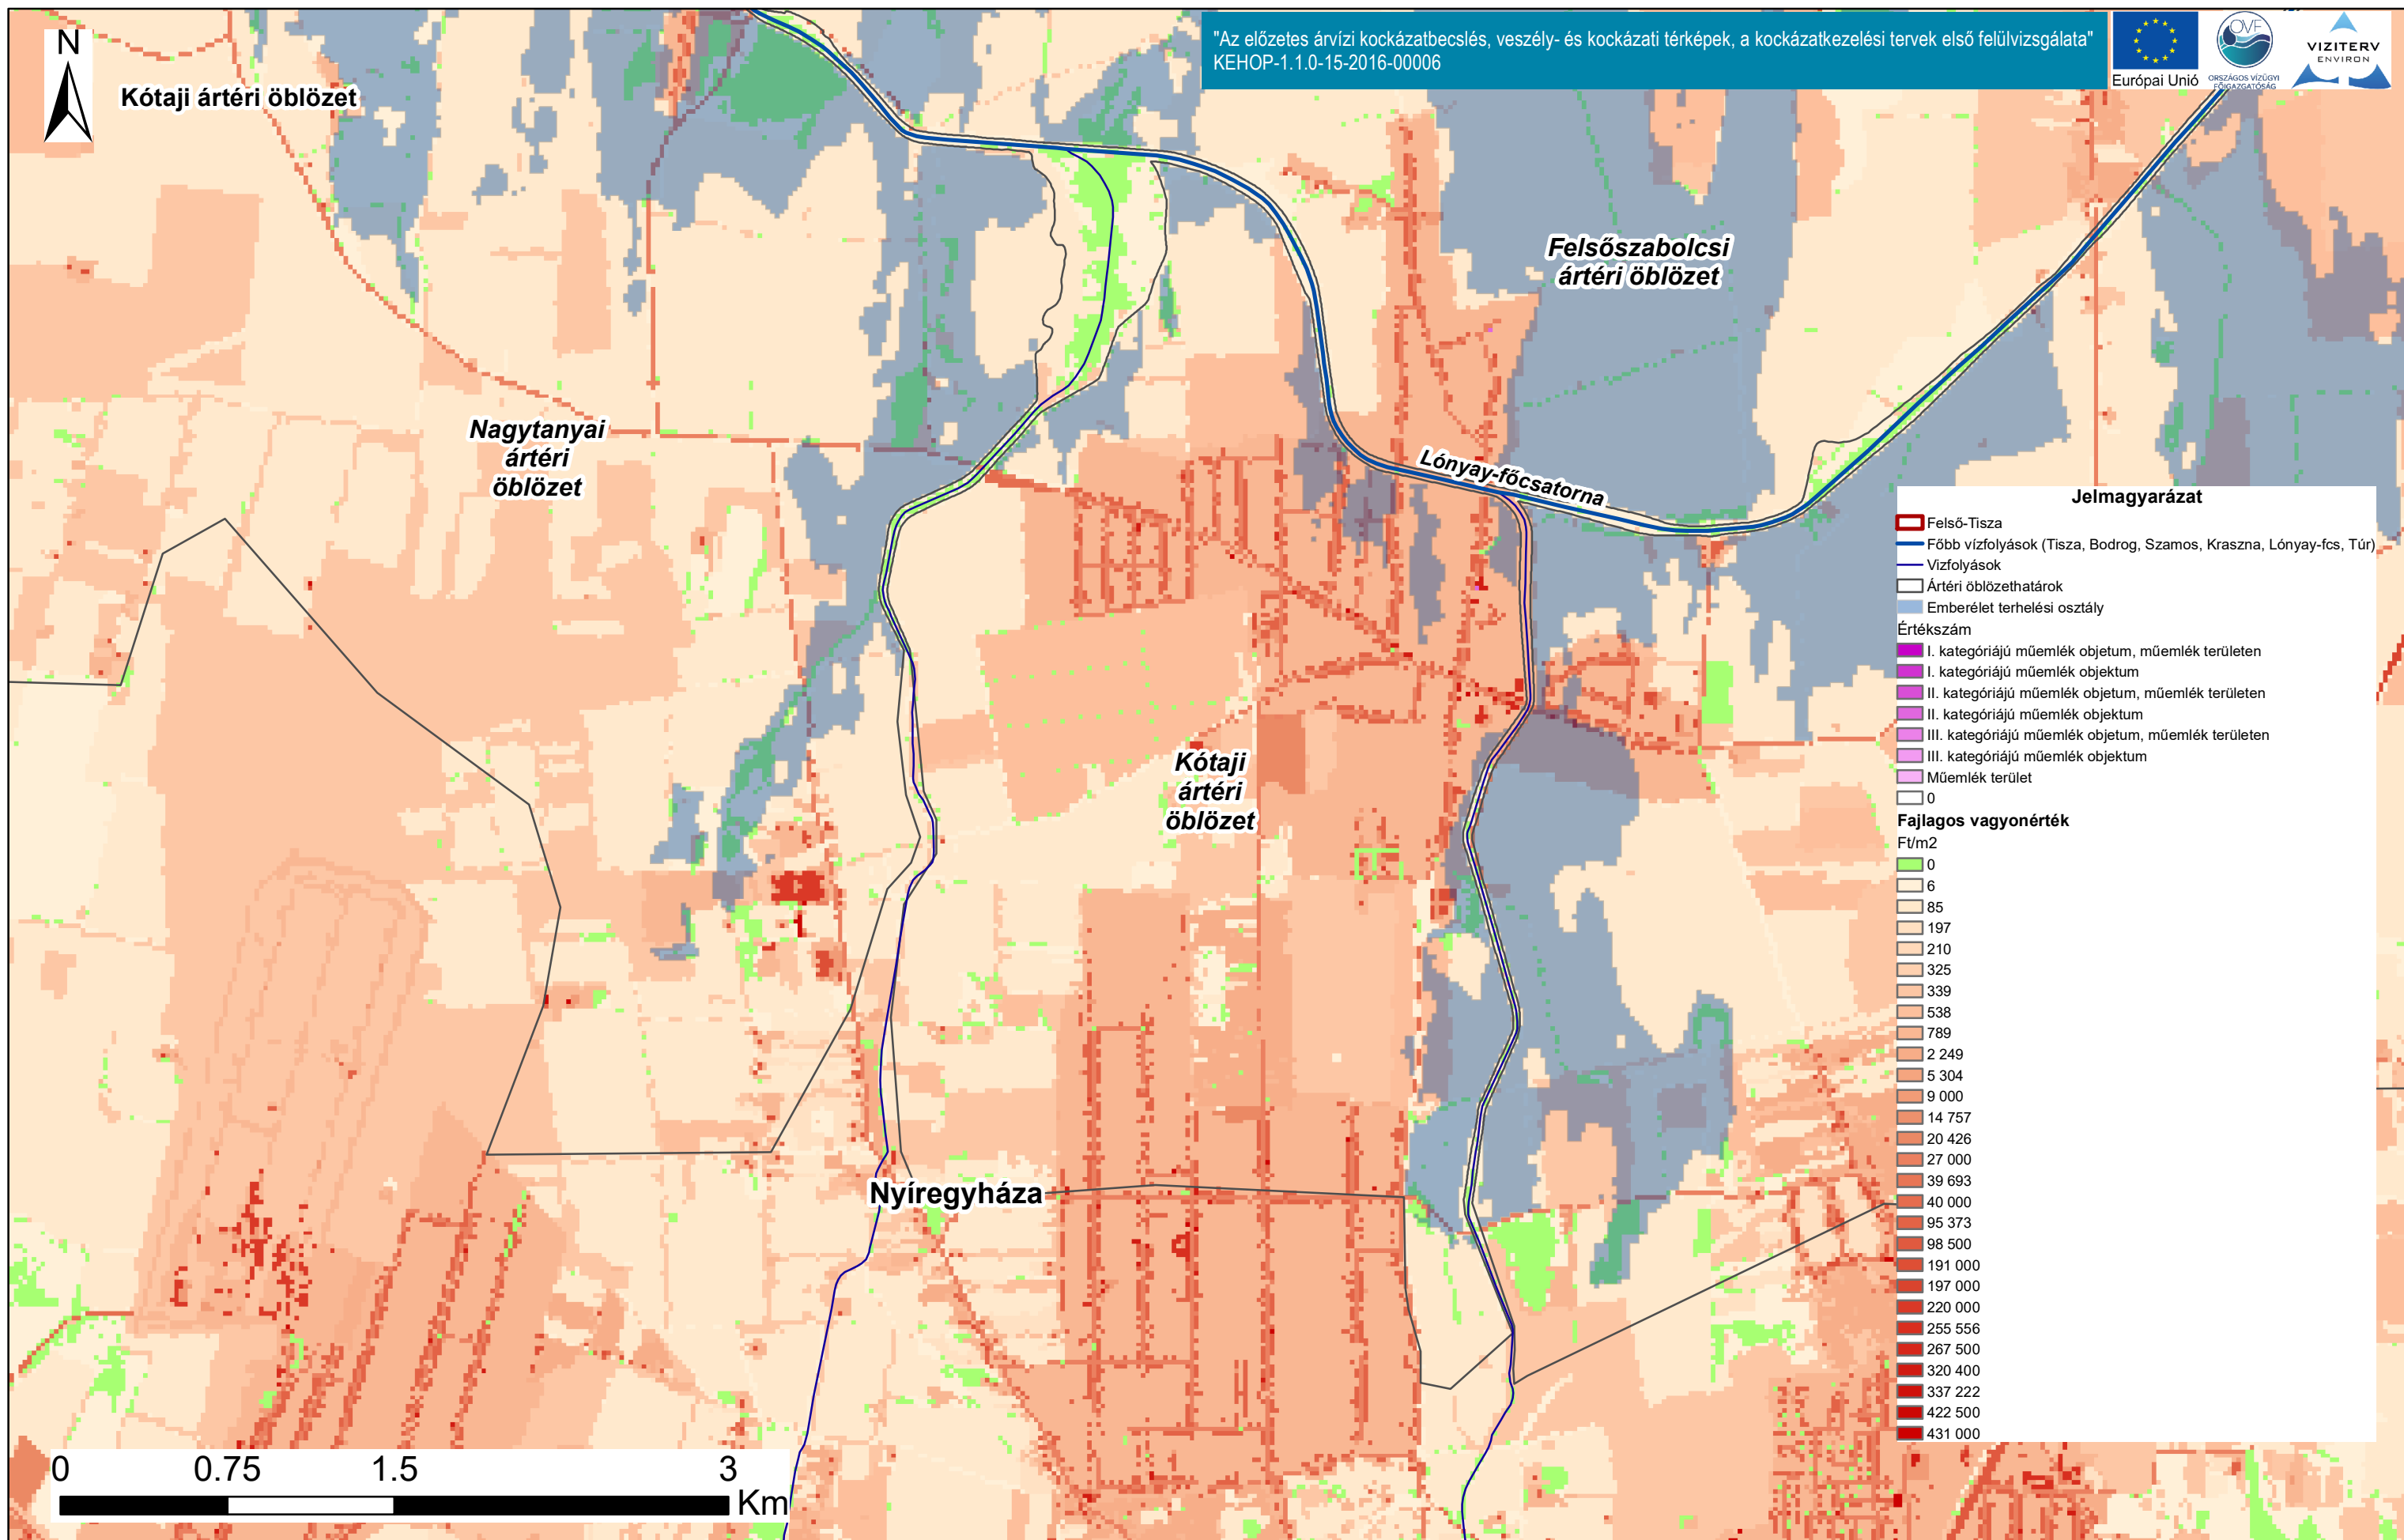 "Az előzetes árvízi kockázatbecslés, veszély- és kockázati térképek, a kockázatkezelési tervek első felülvizsgálata"
KEHOP-1.1.0-15-2016-00006
Európai Unió
OVF
ORSZÁGOS VÍZÜGYI
FŐIGAZGATÓSÁG
VIZITERV
ENVIRON
N
Kótaji ártéri öblözet
Felsőszabolcsi
ártéri öblözet
Nagytanyai
ártéri
öblözet
Lónyay-főcsatorna
Kótaji
ártéri
öblözet
Nyíregyháza
Jelmagyarázat
Felső-Tisza
Főbb vízfolyások (Tisza, Bodrog, Szamos, Kraszna, Lónyay-fcs, Túr)
Vizfolyások
Ártéri öblözethatárok
Emberélet terhelési osztály
Értékszám
I. kategóriájú műemlék objetum, műemlék területen
I. kategóriájú műemlék objektum
II. kategóriájú műemlék objetum, műemlék területen
II. kategóriájú műemlék objektum
III. kategóriájú műemlék objetum, műemlék területen
III. kategóriájú műemlék objektum
Műemlék terület
0
Fajlagos vagyonérték
Ft/m2
0
6
85
197
210
325
339
538
789
2 249
5 304
9 000
14 757
20 426
27 000
39 693
40 000
95 373
98 500
191 000
197 000
220 000
255 556
267 500
320 400
337 222
422 500
431 000
0 0.75 1.5 3
Km